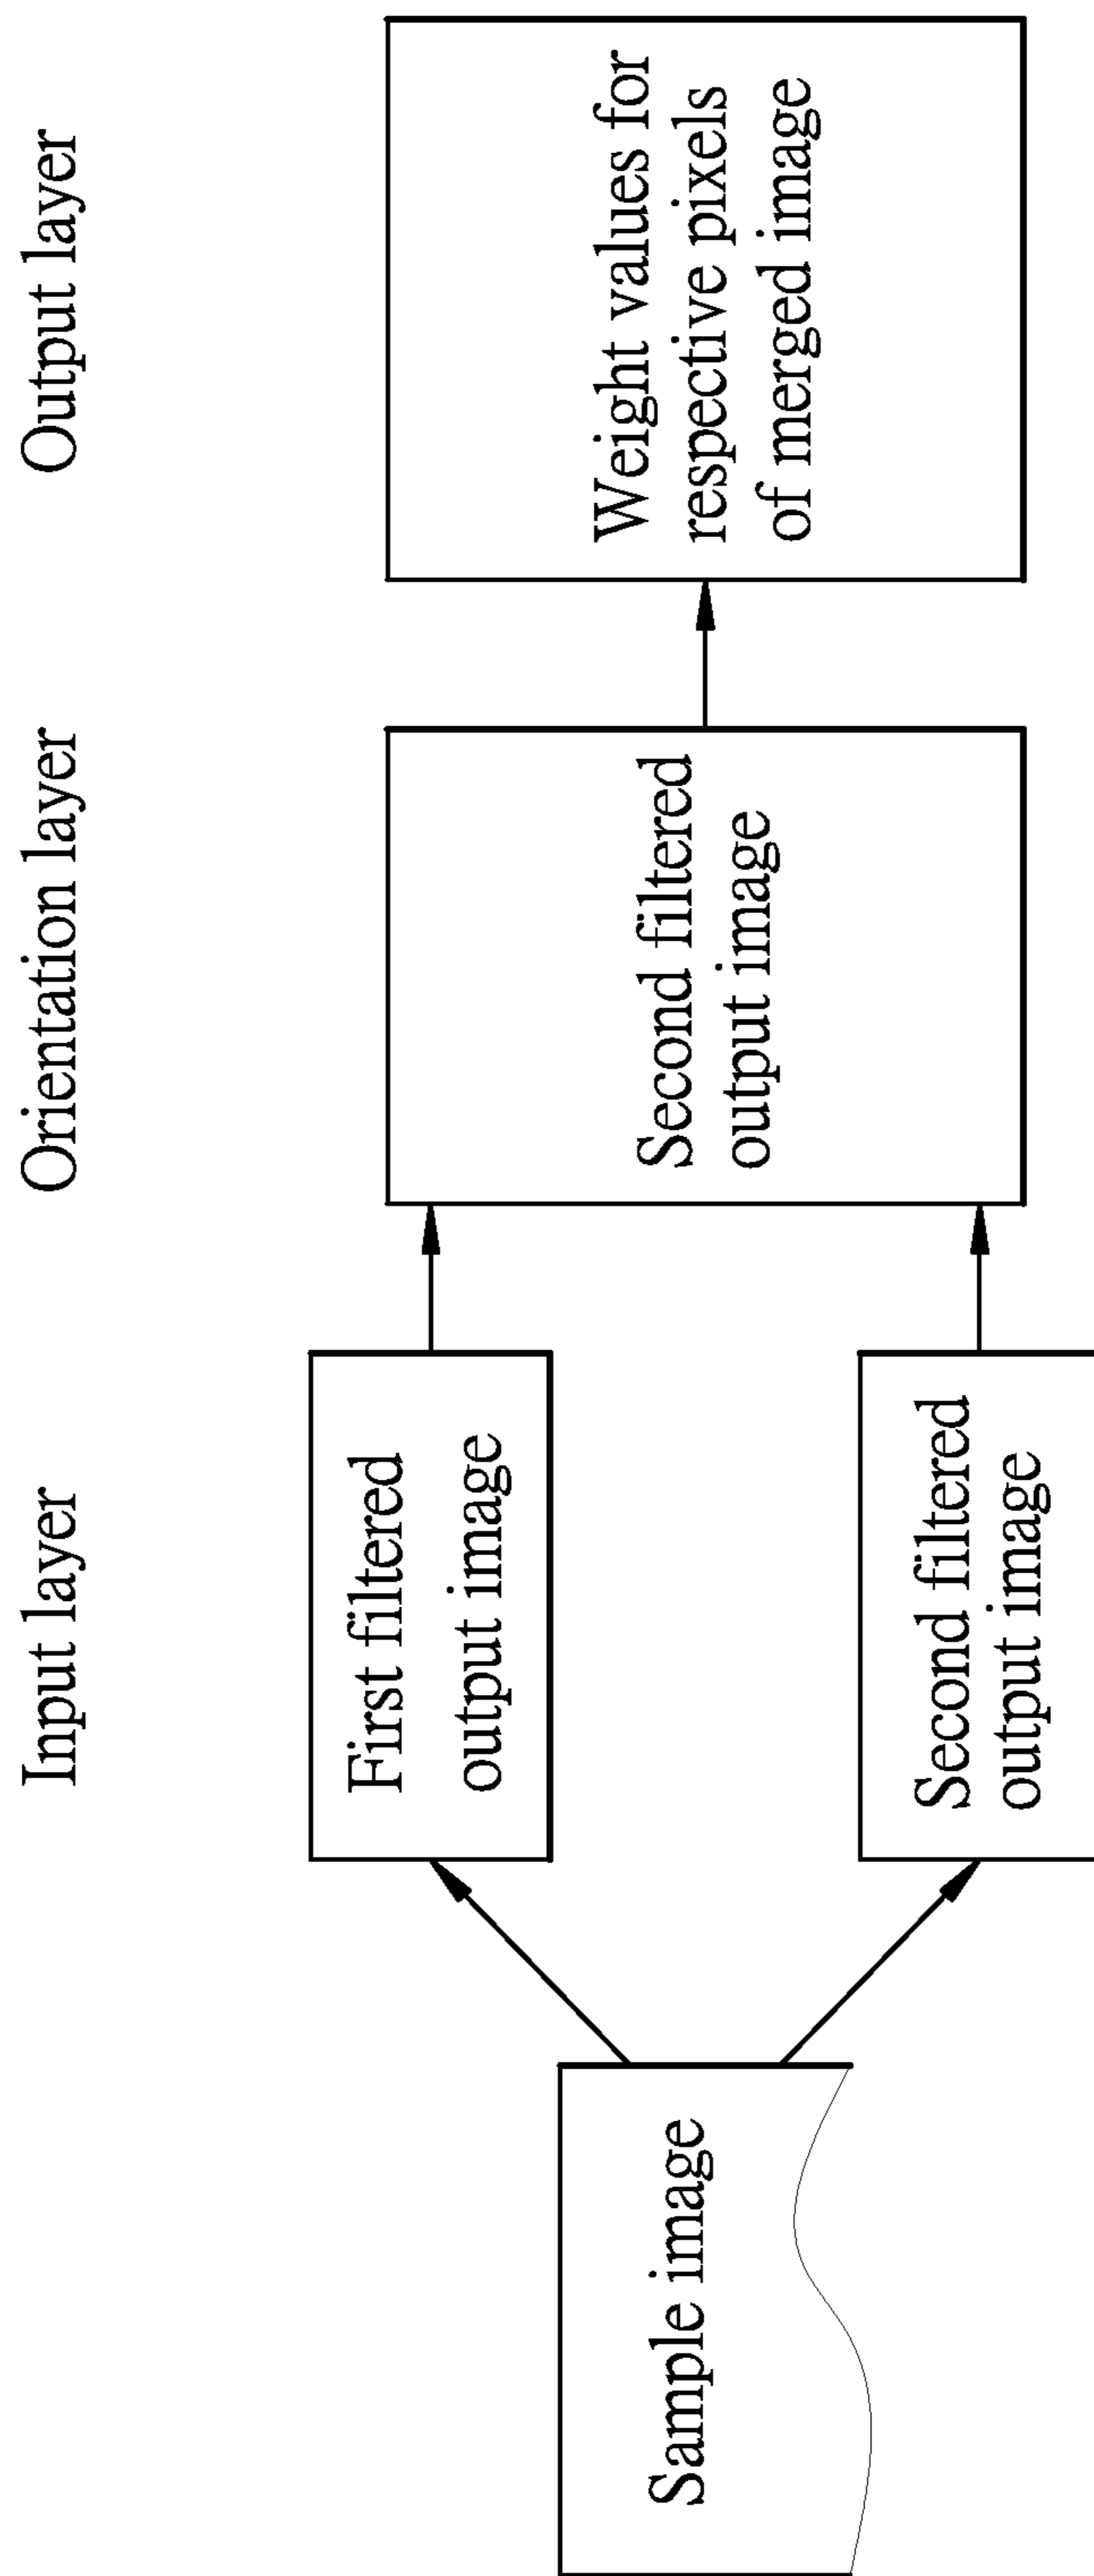 Input layer
Orientation layer
Output layer
Sample image
First filtered
output image
Second filtered
output image
Second filtered
output image
Weight values for
respective pixels
of merged image